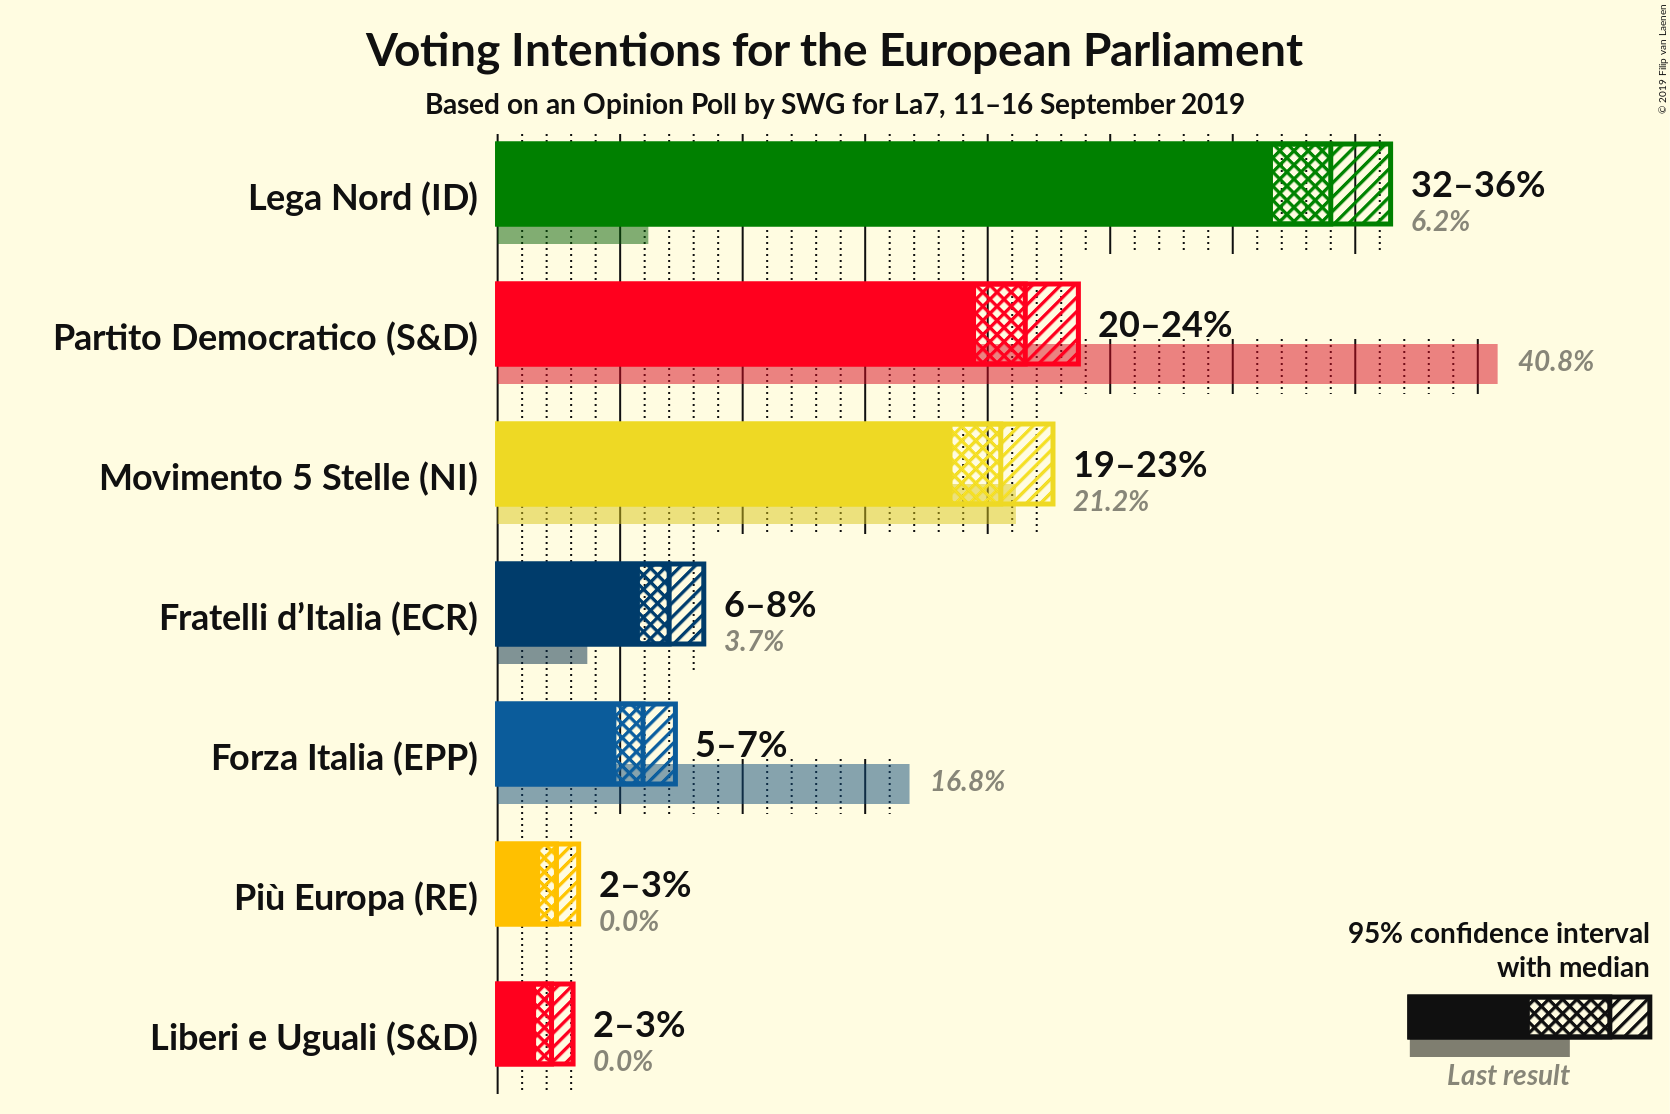 Voting Intentions for the European Parliament
Based on an Opinion Poll by SWG for La7, 11–16 September 2019
© 2019 Filip van Laenen
Lega Nord (ID)
32–36%
6.2%
Partito Democratico (S&D)
20–24%
40.8%
Movimento 5 Stelle (NI)
19–23%
21.2%
Fratelli d’Italia (ECR)
6–8%
3.7%
Forza Italia (EPP)
5–7%
16.8%
Più Europa (RE)
2–3%
0.0%
Liberi e Uguali (S&D)
2–3%
0.0%
95% confidence interval
with median
Last result